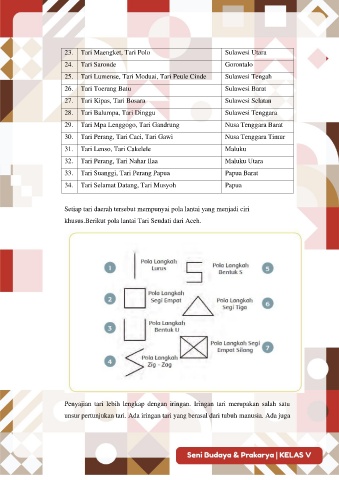 23. Tari Maengket, Tari Polo Sulawesi Utara
24. Tari Saronde Gorontalo
25. Tari Lumense, Tari Moduai, Tari Peule Cinde Sulawesi Tengah
26. Tari Toerang Batu Sulawesi Barat
27. Tari Kipas, Tari Bosara Sulawesi Selatan
28. Tari Balumpa, Tari Dinggu Sulawesi Tenggara
29. Tari Mpa Lenggogo, Tari Gandrung Nusa Tenggara Barat
30. Tari Perang, Tari Caci, Tari Gawi Nusa Tenggara Timur
31. Tari Lenso, Tari Cakelele Maluku
32. Tari Perang, Tari Nahar Ilaa Maluku Utara
33. Tari Suanggi, Tari Perang Papua Papua Barat
34. Tari Selamat Datang, Tari Musyoh Papua
Setiap tari daerah tersebut mempunyai pola lantai yang menjadi ciri
khusus.Berikut pola lantai Tari Seudati dari Aceh.
1 Pola Langkah
Lurus
2 Pola Langkah
Segi Empat
3 Pola Langkah
Bentuk U
4 Pola Langkah
Zig - Zag
Pola Langkah
Bentuk S 5
Pola Langkah
Segi Tiga 6
Pola Langkah Segi
Empat Silang 7
Penyajian tari lebih lengkap dengan iringan. Iringan tari merupakan salah satu
unsur pertunjukan tari. Ada iringan tari yang berasal dari tubuh manusia. Ada juga
Seni Budaya & Prakarya | KELAS V